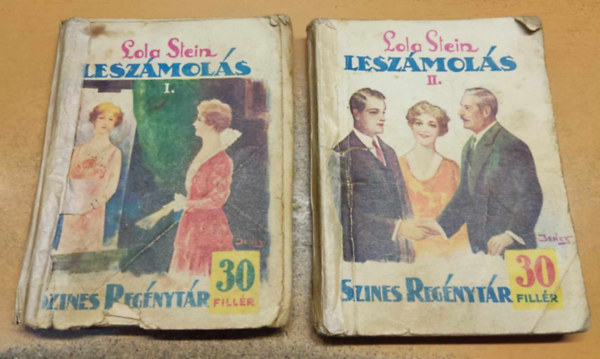 Lola Stein
LESZÁMOLÁS
I.
SZINES REGÉNYTÁR
30
FILLÉR
Lola Stein
LESZÁMOLÁS
II.
SZINES REGÉNYTÁR
30
FILLÉR